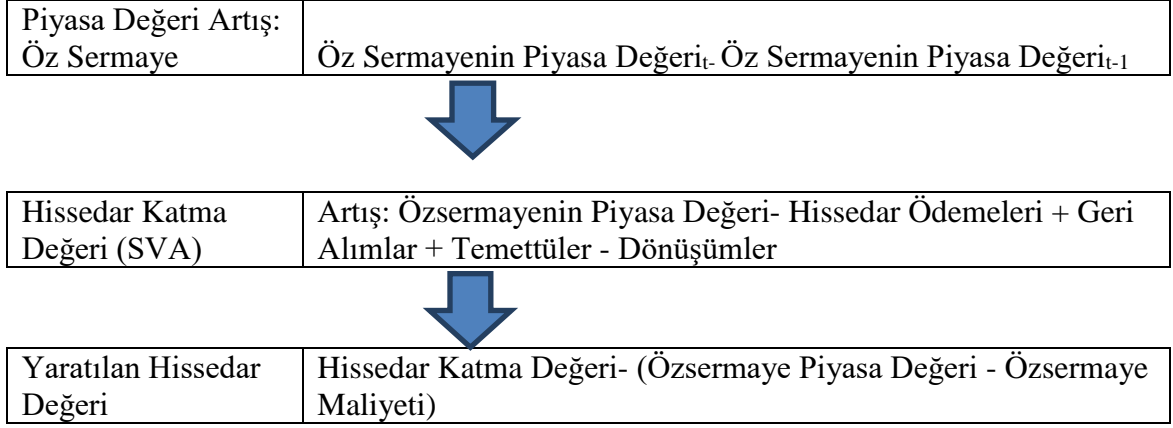 Piyasa Değeri Artış:
Öz Sermaye
Öz Sermayenin Piyasa Değerit- Öz Sermayenin Piyasa Değerit-1
Hissedar Katma
Değeri (SVA)
Artış: Özsermayenin Piyasa Değeri- Hissedar Ödemeleri + Geri
Alımlar + Temettüler - Dönüşümler
Yaratılan Hissedar
Değeri
Hissedar Katma Değeri- (Özsermaye Piyasa Değeri - Özsermaye
Maliyeti)